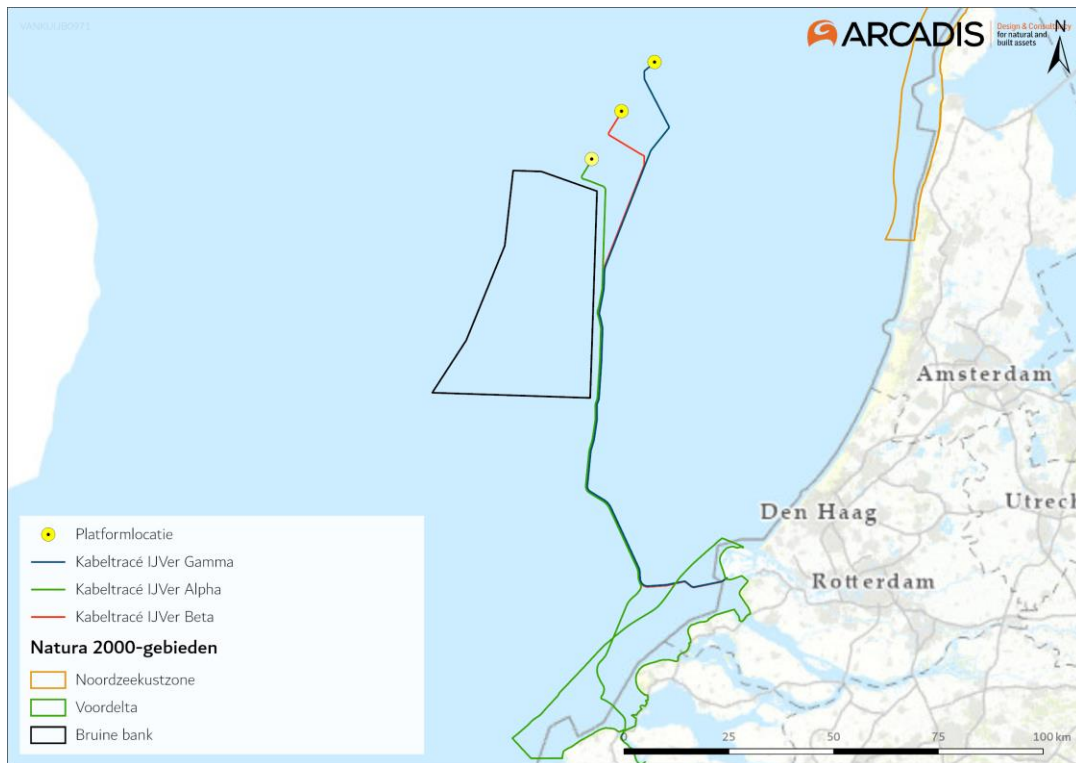 VANKULIB0971
ARCADIS
Design & Consultancy
for natural and
built assets
N
Amsterdam
Den Haag
Utrech
Rotterdam
Platformlocatie
Kabeltracé IJVer Gamma
Kabeltracé IJVer Alpha
Kabeltracé IJVer Beta
Natura 2000-gebieden
Noordzeekustzone
Voordelta
Bruine bank
0 25 50 75 100 km